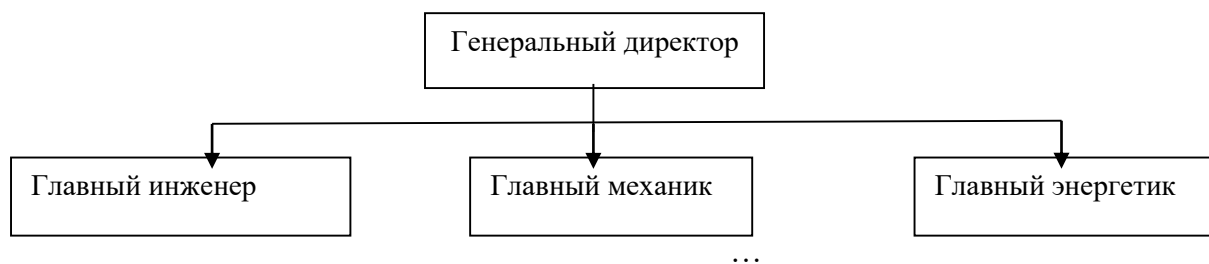 Генеральный директор
Главный инженер
Главный механик
Главный энергетик
…